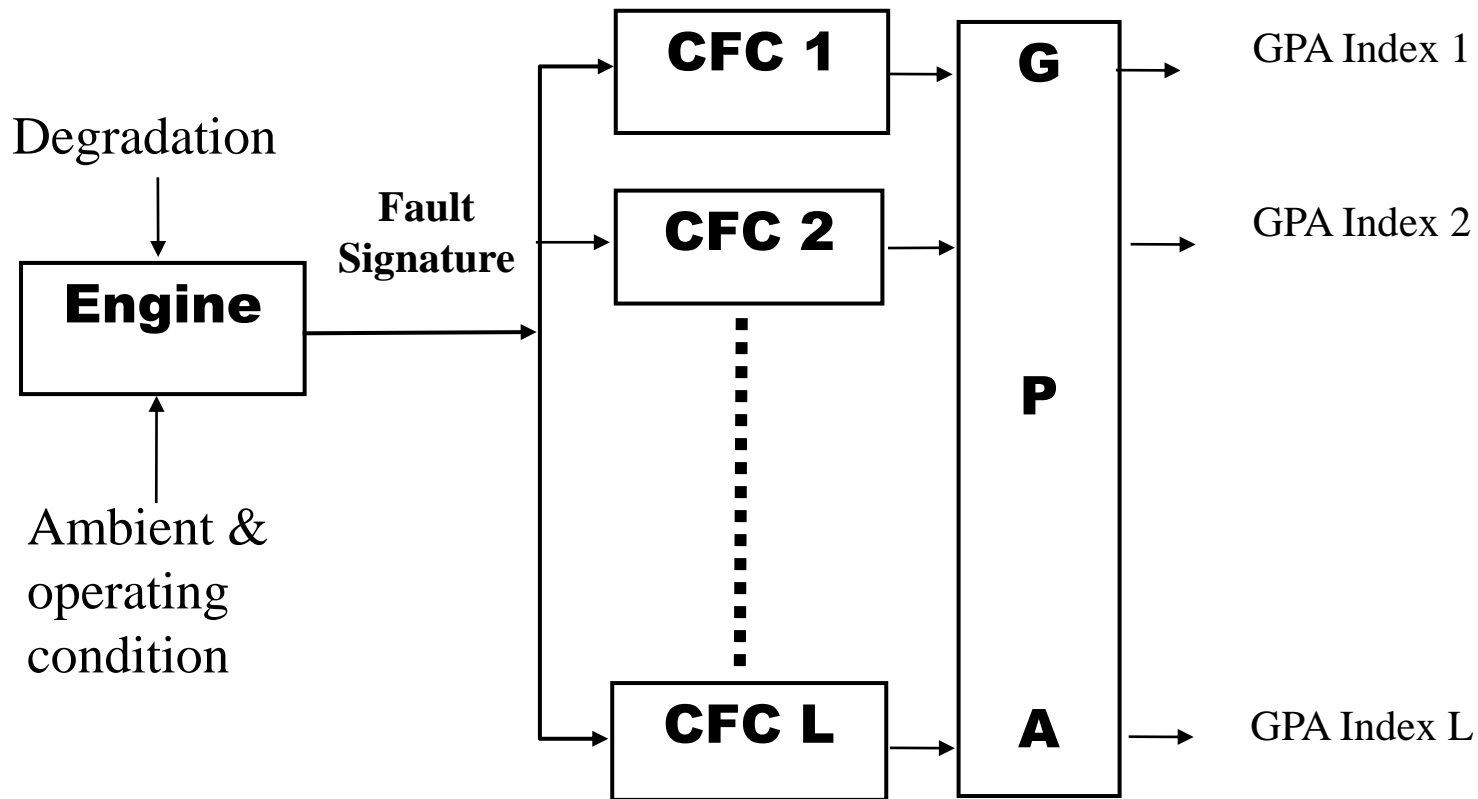 Degradation
Engine
Ambient &
operating
condition
Fault
Signature
CFC 1
CFC 2
CFC L
G
P
A
GPA Index 1
GPA Index 2
GPA Index L